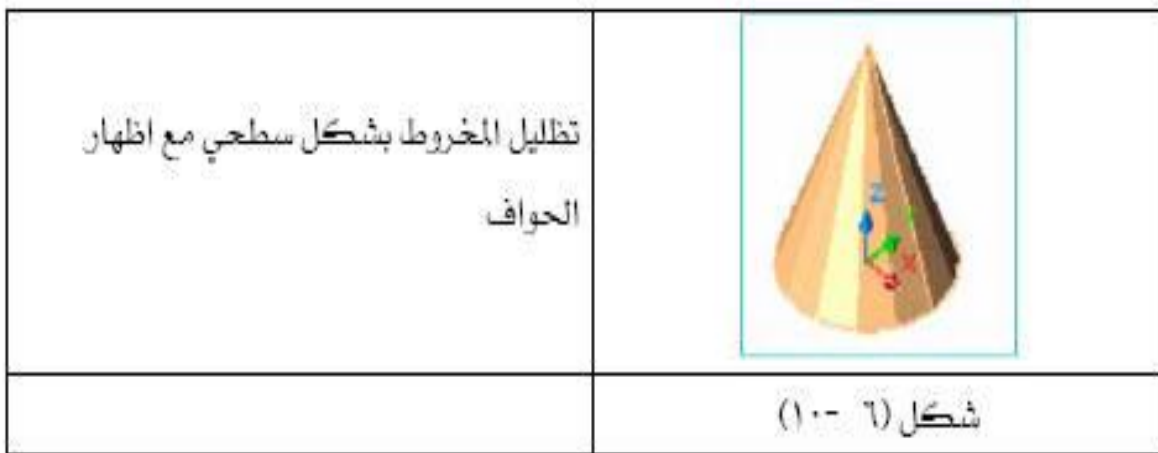 تظليل المخروط بشكل سطحي مع اظهار
الحواف
Z
Y
X
شكل (٦ -١٠)